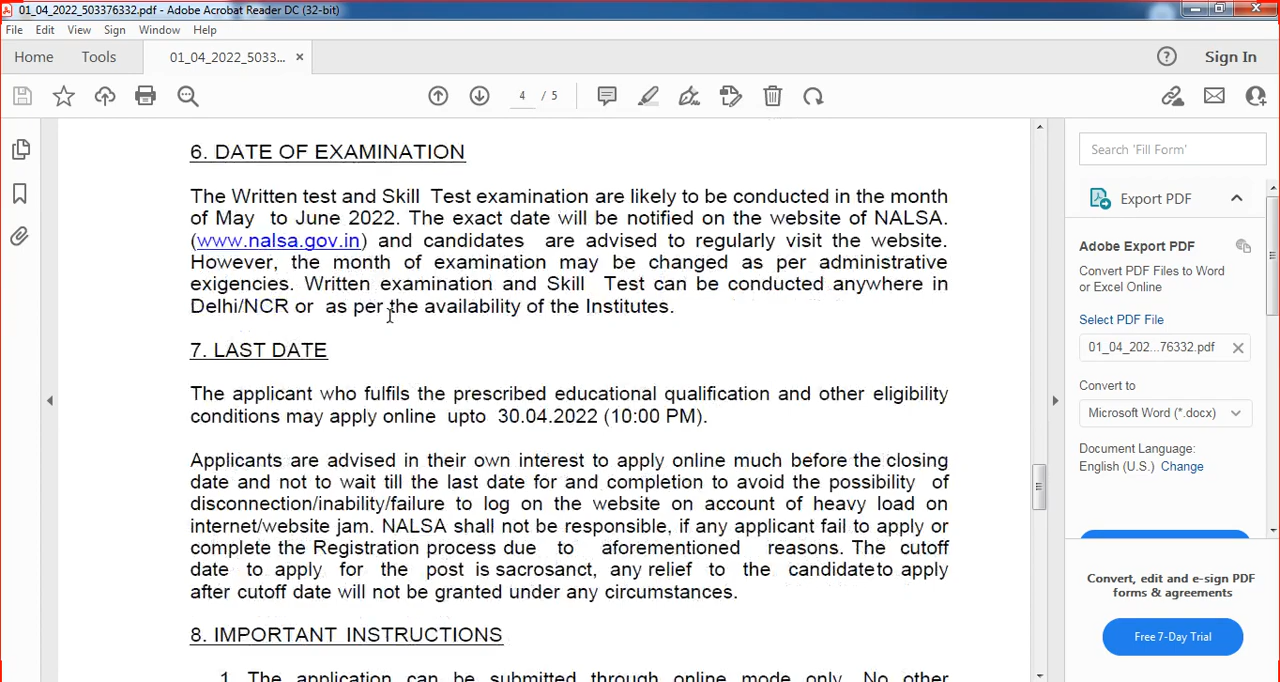 01_04_2022_503376332.pdf - Adobe Acrobat Reader DC (32-bit)
File Edit View Sign Window Help
Home Tools 01_04_2022_5033... ×
Sign In
4 / 5
6. DATE OF EXAMINATION
The Written test and Skill Test examination are likely to be conducted in the month
of May to June 2022. The exact date will be notified on the website of NALSA.
(www.nalsa.gov.in) and candidates are advised to regularly visit the website.
However, the month of examination may be changed as per administrative
exigencies. Written examination and Skill Test can be conducted anywhere in
Delhi/NCR or as per the availability of the Institutes.
7. LAST DATE
The applicant who fulfils the prescribed educational qualification and other eligibility
conditions may apply online upto 30.04.2022 (10:00 PM).
Applicants are advised in their own interest to apply online much before the closing
date and not to wait till the last date for and completion to avoid the possibility of
disconnection/inability/failure to log on the website on account of heavy load on
internet/website jam. NALSA shall not be responsible, if any applicant fail to apply or
complete the Registration process due to aforementioned reasons. The cutoff
date to apply for the post is sacrosanct, any relief to the candidateto apply
after cutoff date will not be granted under any circumstances.
8. IMPORTANT INSTRUCTIONS
1. The application can be submitted through online mode only. No other
Search 'Fill Form'
Export PDF
Adobe Export PDF
Convert PDF Files to Word
or Excel Online
Select PDF File
01_04_202...76332.pdf
Convert to
Microsoft Word (*.docx)
Document Language:
English (U.S.) Change
Convert, edit and e-sign PDF
forms & agreements
Free 7-Day Trial